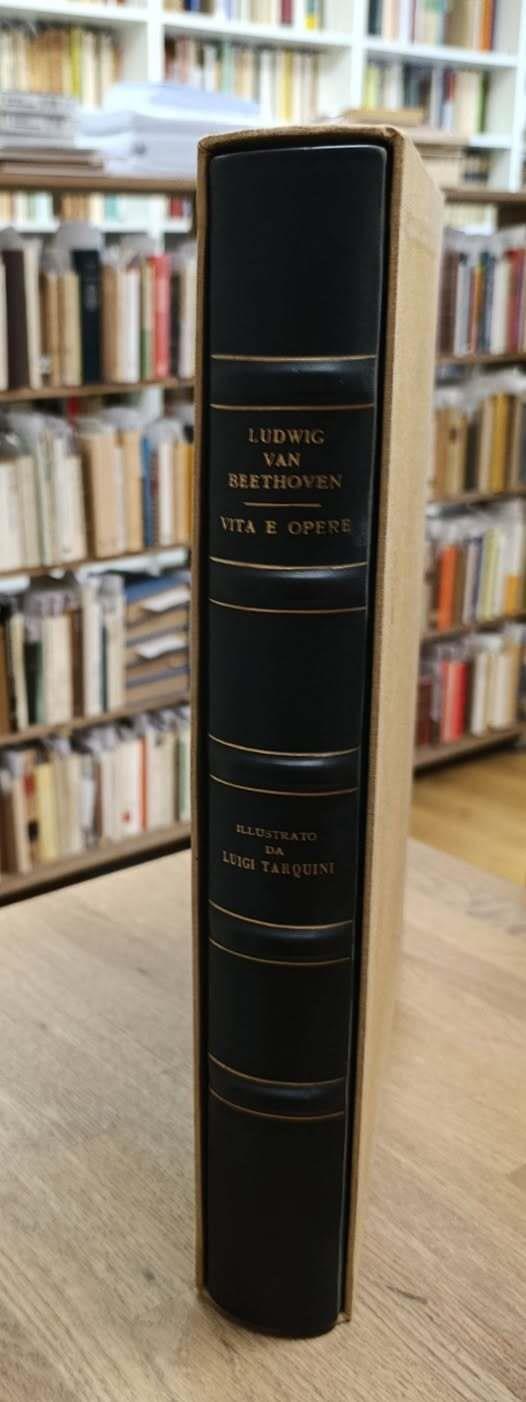 LUDWIG
VAN
BEETHOVEN
VITA E OPERE
ILLUSTRATO
DA
LUIGI TARQUINI